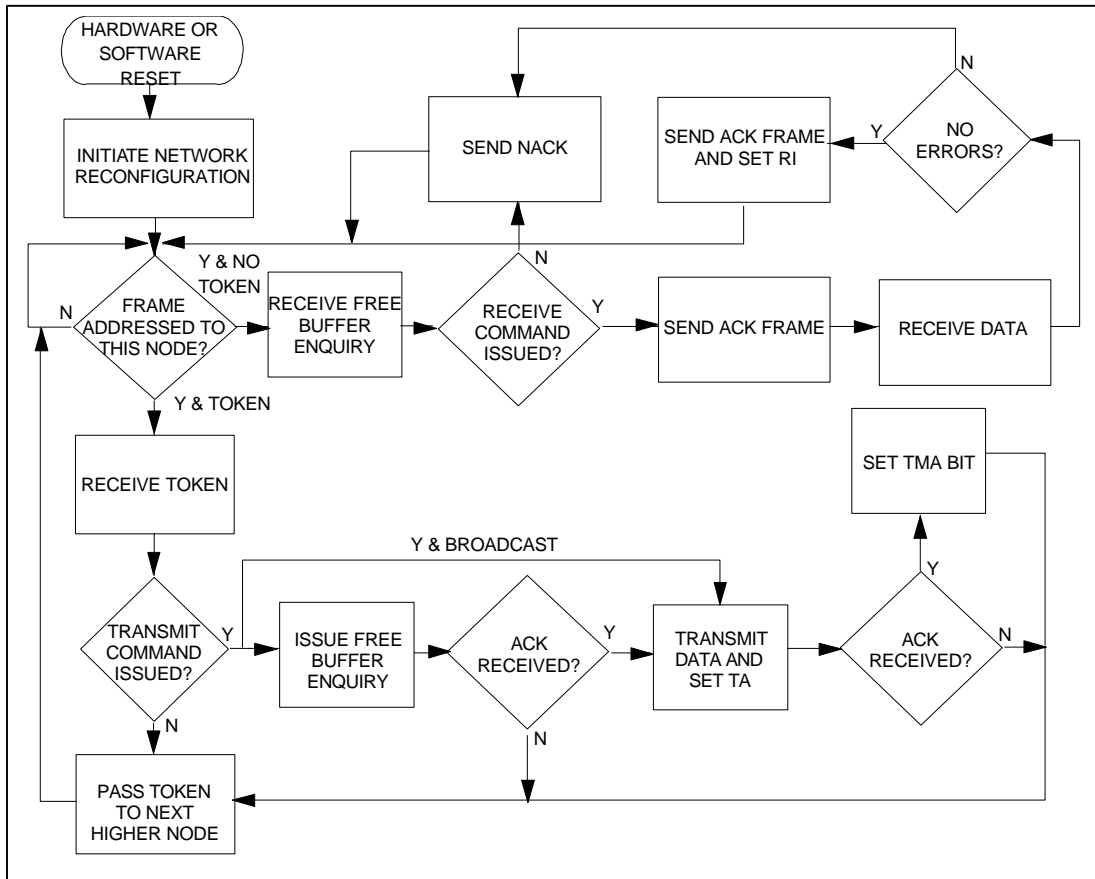 HARDWARE OR
SOFTWARE
RESET
INITIATE NETWORK
RECONFIGURATION
SEND NACK
SEND ACK FRAME
AND SET RI
Y
N
NO
ERRORS?
Y & NO
TOKEN
N
FRAME
ADDRESSED TO
THIS NODE?
RECEIVE FREE
BUFFER
ENQUIRY
N
RECEIVE
COMMAND
ISSUED?
Y
SEND ACK FRAME
RECEIVE DATA
Y & TOKEN
RECEIVE TOKEN
SET TMA BIT
Y & BROADCAST
TRANSMIT
COMMAND
ISSUED?
Y
N
ISSUE FREE
BUFFER
ENQUIRY
ACK
RECEIVED?
Y
N
TRANSMIT
DATA AND
SET TA
Y
ACK
RECEIVED?
N
PASS TOKEN
TO NEXT
HIGHER NODE